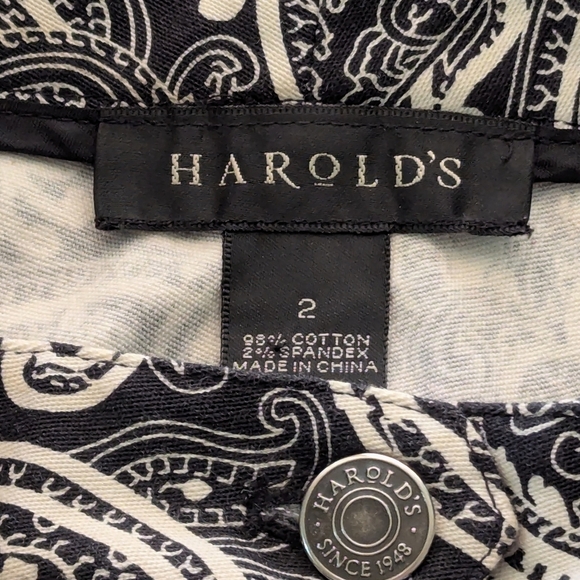 HAROLD'S
2
98% COTTON
2% SPANDEX
MADE IN CHINA
·HAROLD'S·
SINCE 1948